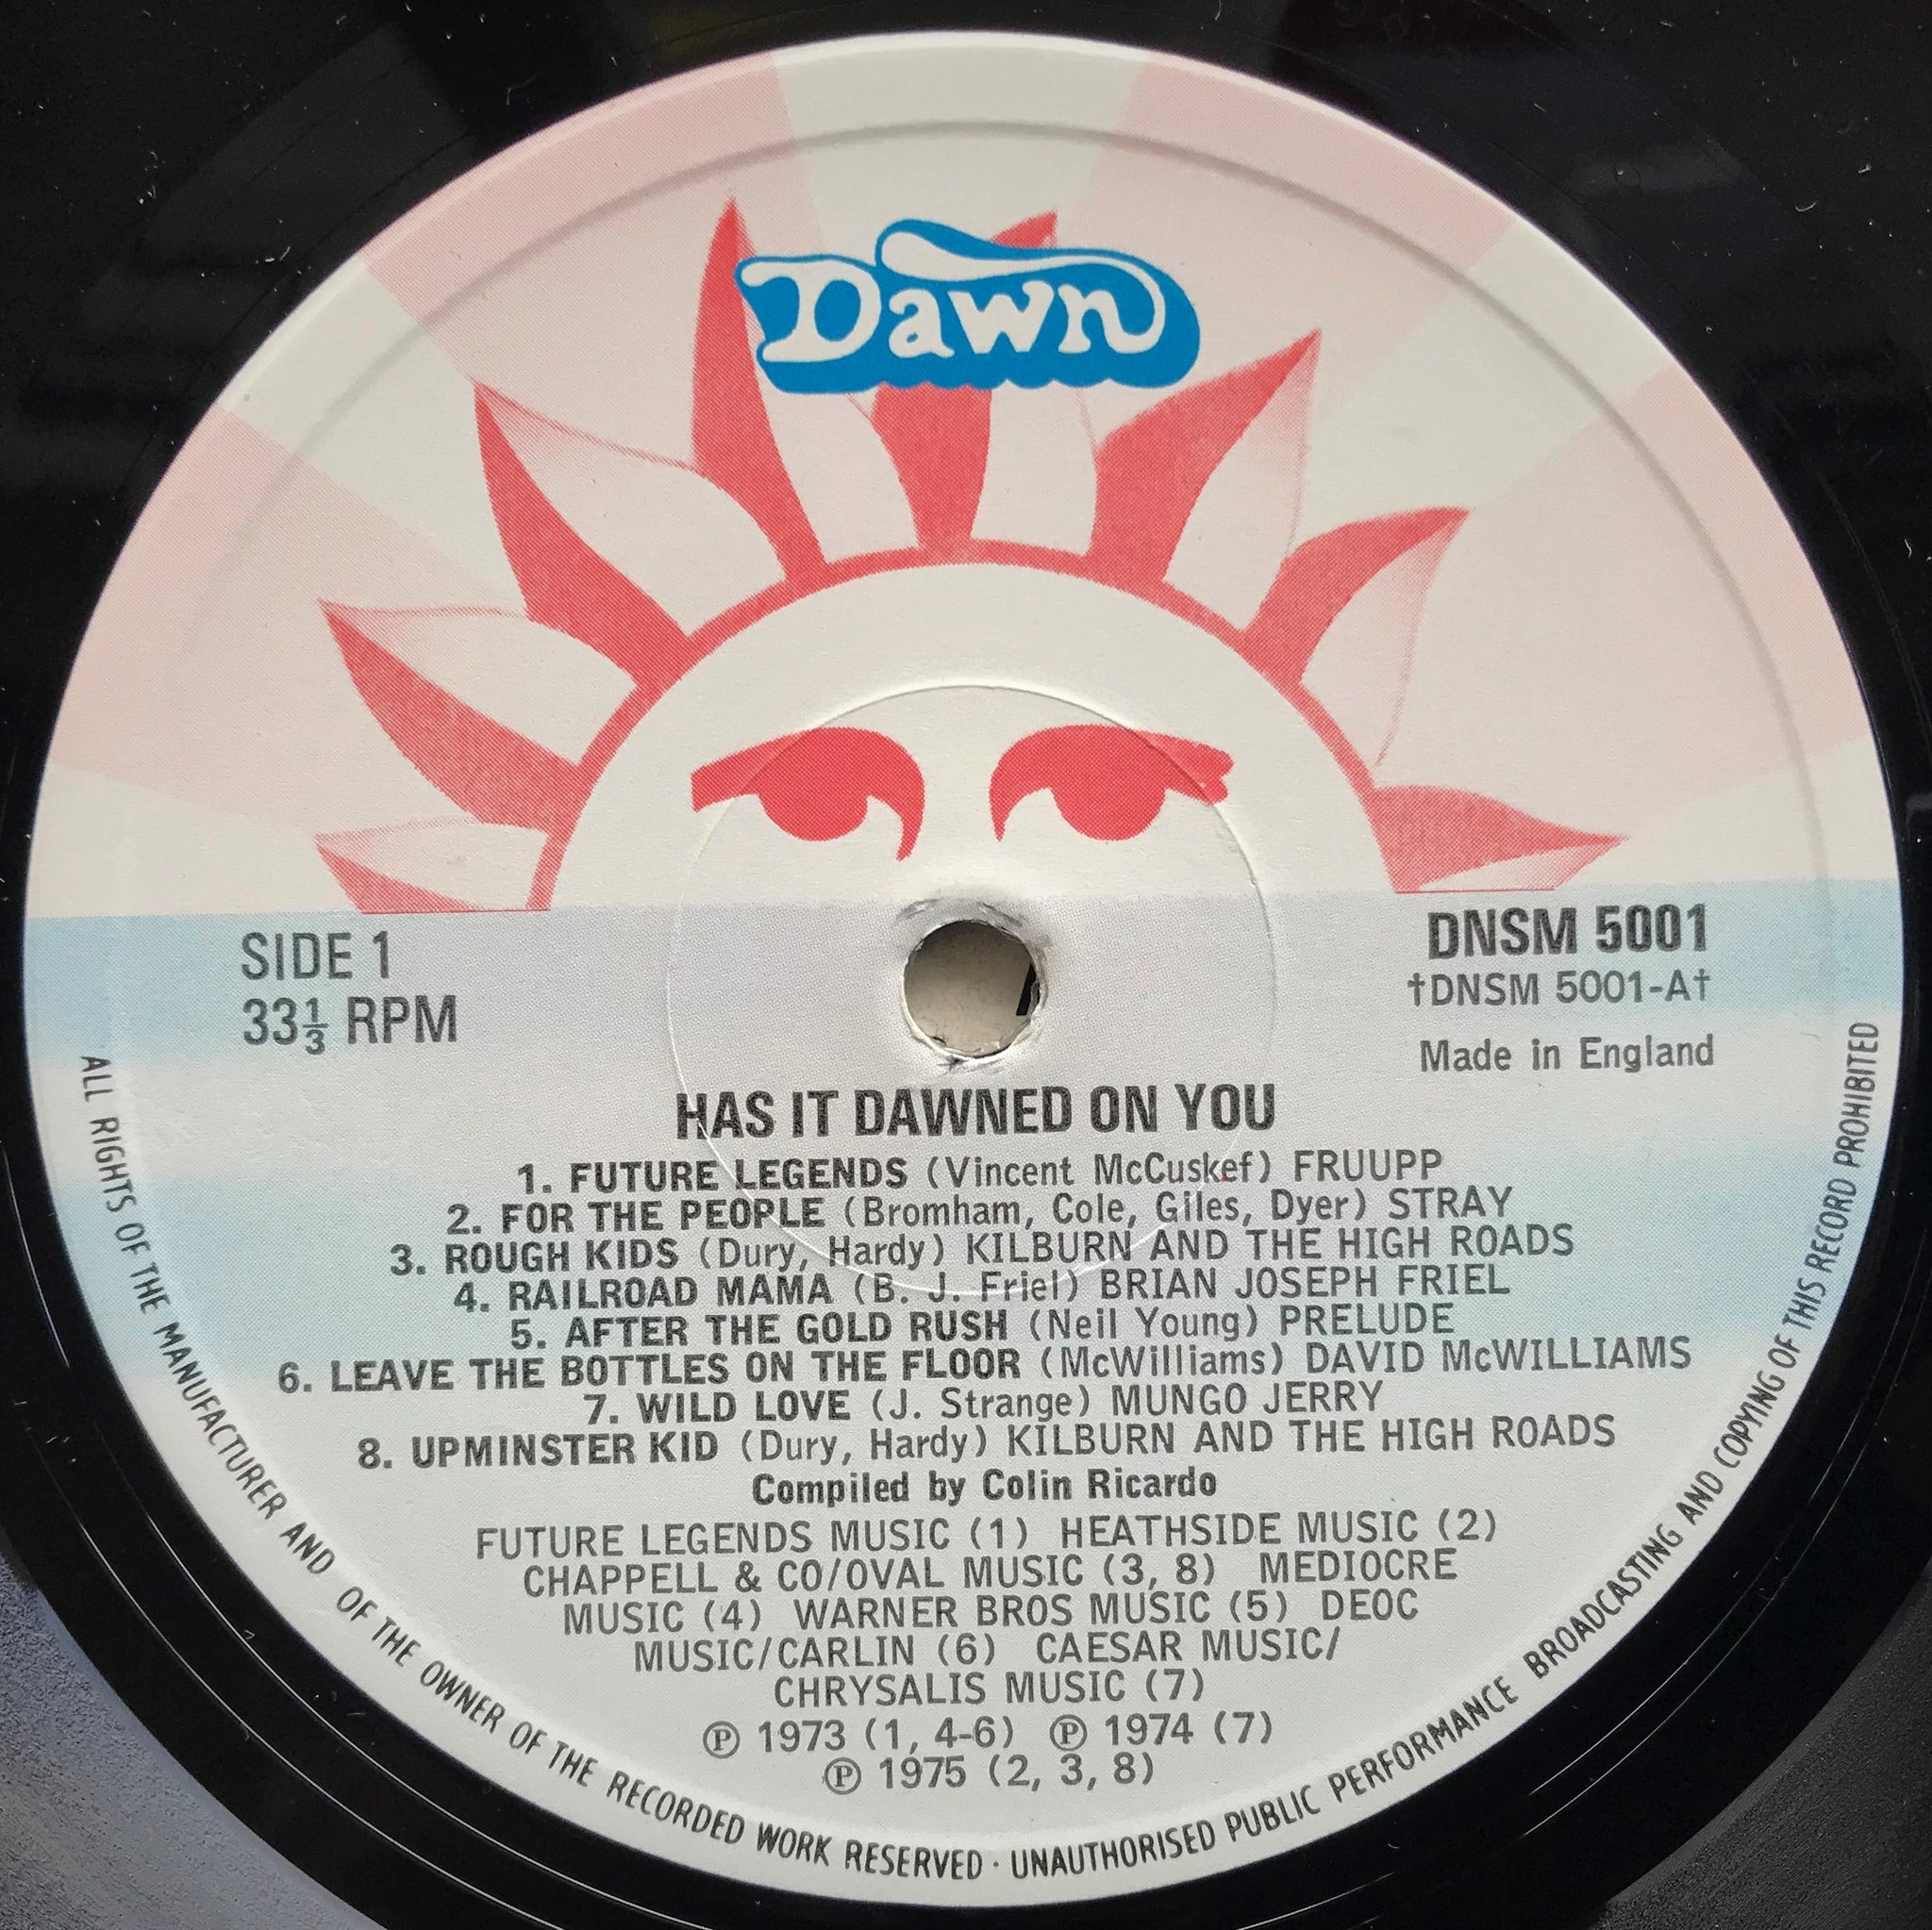 Dawn
SIDE 1
33⅓ RPM
DNSM 5001
†DNSM 5001-A†
Made in England
HAS IT DAWNED ON YOU
1. FUTURE LEGENDS (Vincent McCuskef) FRUUPP
2. FOR THE PEOPLE (Bromham, Cole, Giles, Dyer) STRAY
3. ROUGH KIDS (Dury, Hardy) KILBURN AND THE HIGH ROADS
4. RAILROAD MAMA (B. J. Friel) BRIAN JOSEPH FRIEL
5. AFTER THE GOLD RUSH (Neil Young) PRELUDE
6. LEAVE THE BOTTLES ON THE FLOOR (McWilliams) DAVID McWILLIAMS
7. WILD LOVE (J. Strange) MUNGO JERRY
8. UPMINSTER KID (Dury, Hardy) KILBURN AND THE HIGH ROADS
Compiled by Colin Ricardo
FUTURE LEGENDS MUSIC (1) HEATHSIDE MUSIC (2)
CHAPPELL & CO/OVAL MUSIC (3, 8) MEDIOCRE
MUSIC (4) WARNER BROS MUSIC (5) DEOC
MUSIC/CARLIN (6) CAESAR MUSIC/
CHRYSALIS MUSIC (7)
Ⓟ 1973 (1, 4-6) Ⓟ 1974 (7)
Ⓟ 1975 (2, 3, 8)
ALL RIGHTS OF THE MANUFACTURER AND OF THE OWNER OF THE RECORDED WORK RESERVED · UNAUTHORISED PUBLIC PERFORMANCE BROADCASTING AND COPYING OF THIS RECORD PROHIBITED